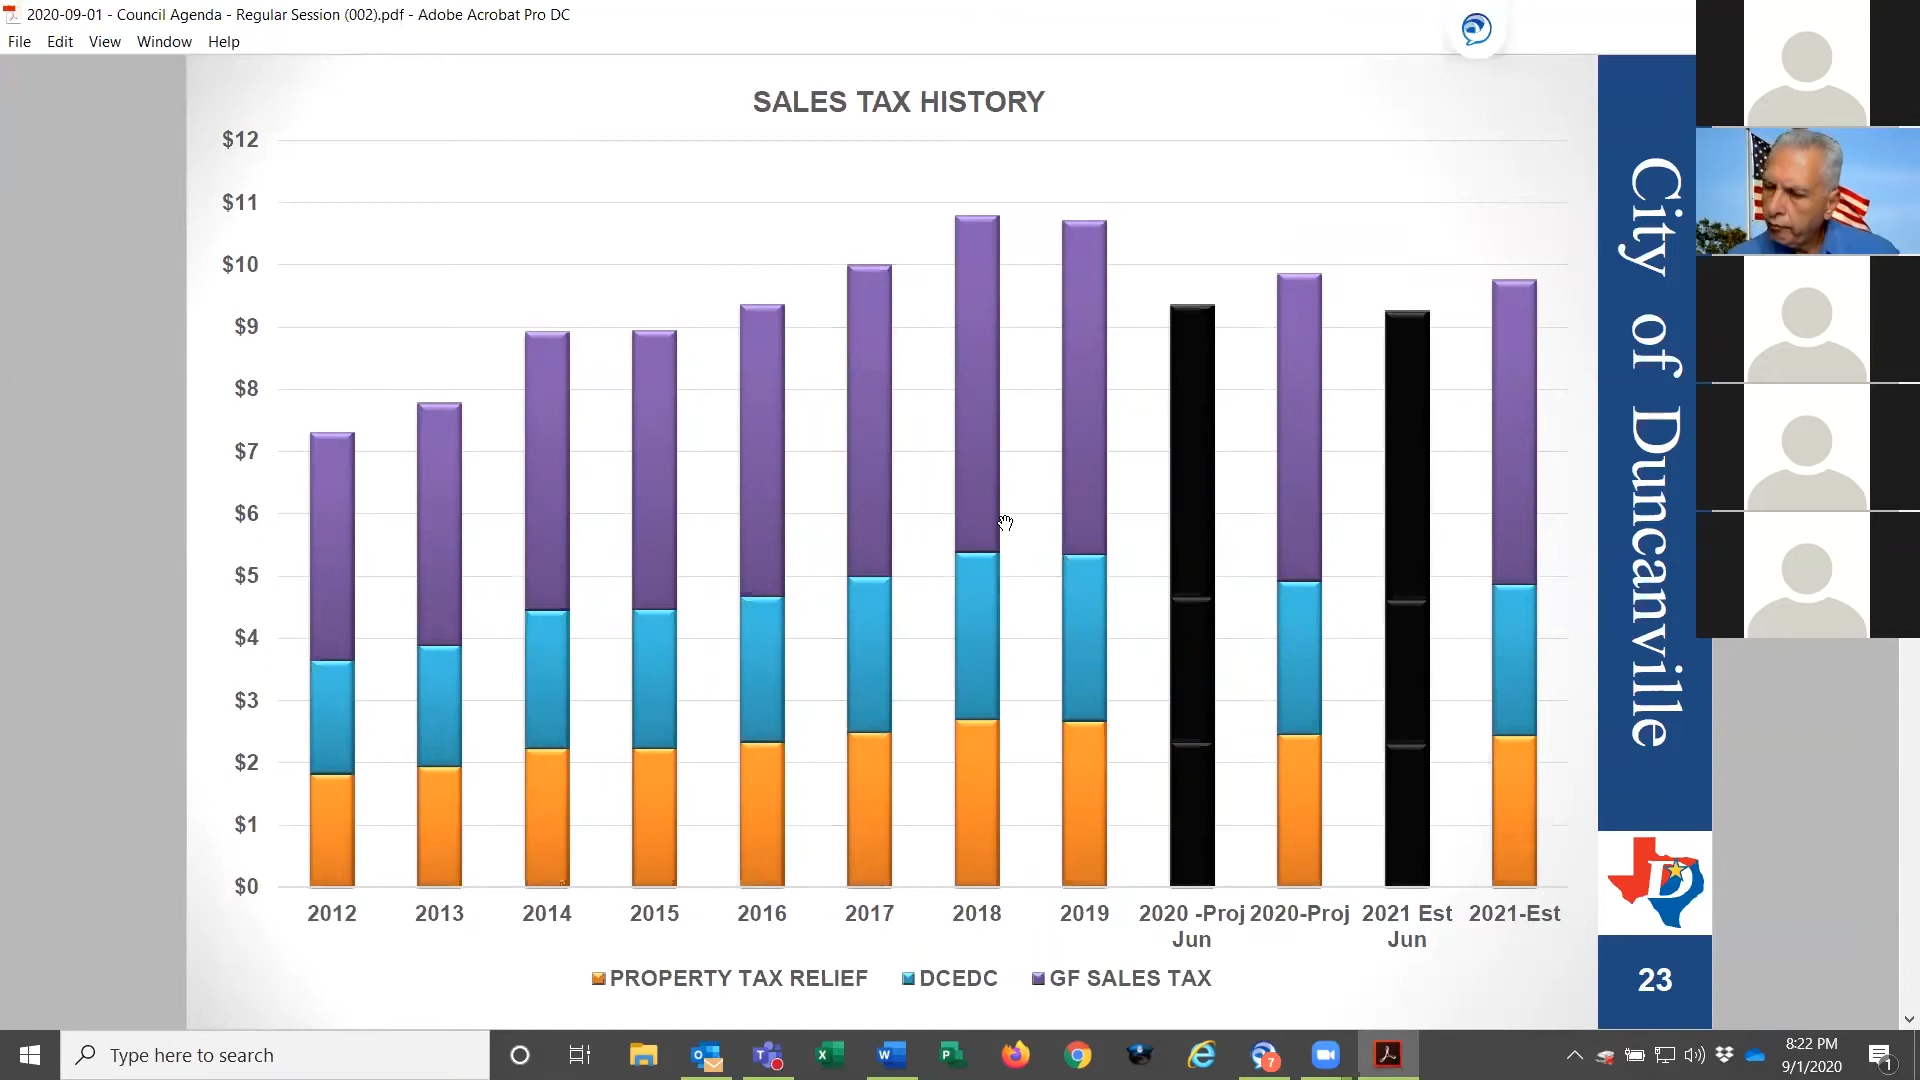 2020-09-01 - Council Agenda - Regular Session (002).pdf - Adobe Acrobat Pro DC
File Edit View Window Help
SALES TAX HISTORY
$12
$11
$10
$9
$8
$7
$6
$5
$4
$3
$2
$1
$0
2012 2013 2014 2015 2016 2017 2018 2019 2020 -Proj Jun 2020-Proj 2021 Est Jun 2021-Est
PROPERTY TAX RELIEF DCEDC GF SALES TAX
City of Duncanville
D
23
Type here to search
7
8:22 PM
9/1/2020
1